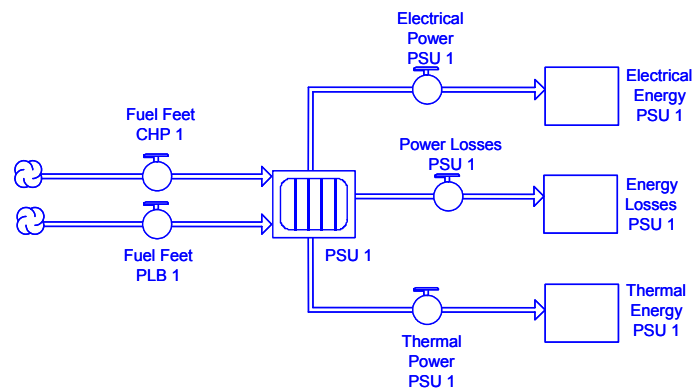 Electrical
Power
PSU 1
Electrical
Energy
PSU 1
Fuel Feet
CHP 1
Power Losses
PSU 1
Energy
Losses
PSU 1
Fuel Feet
PLB 1
PSU 1
Thermal
Energy
PSU 1
Thermal
Power
PSU 1